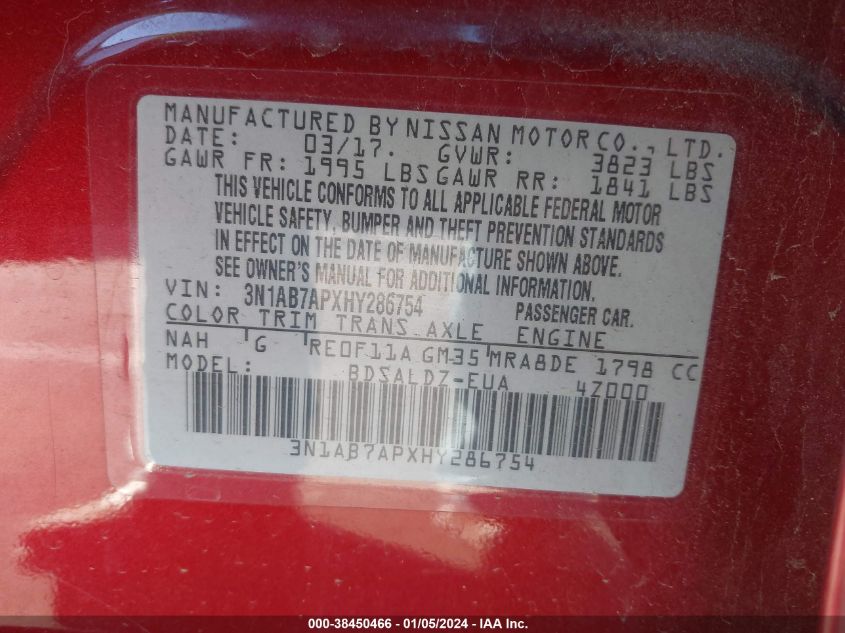 MANUFACTURED BY NISSAN MOTOR CO., LTD.
DATE: 03/17. GVWR: 3823 LBS
GAWR FR: 1995 LBS GAWR RR: 1841 LBS
THIS VEHICLE CONFORMS TO ALL APPLICABLE FEDERAL MOTOR
VEHICLE SAFETY, BUMPER AND THEFT PREVENTION STANDARDS
IN EFFECT ON THE DATE OF MANUFACTURE SHOWN ABOVE.
SEE OWNER'S MANUAL FOR ADDITIONAL INFORMATION.
VIN: 3N1AB7APXHY286754 PASSENGER CAR.
COLOR TRIM TRANS AXLE ENGINE
NAH G RE0F11A GM35 MRA8DE 1798 CC
MODEL: BDSALDZ-EUA 4Z000
3N1AB7APXHY286754
000-38450466 - 01/05/2024 - IAA Inc.